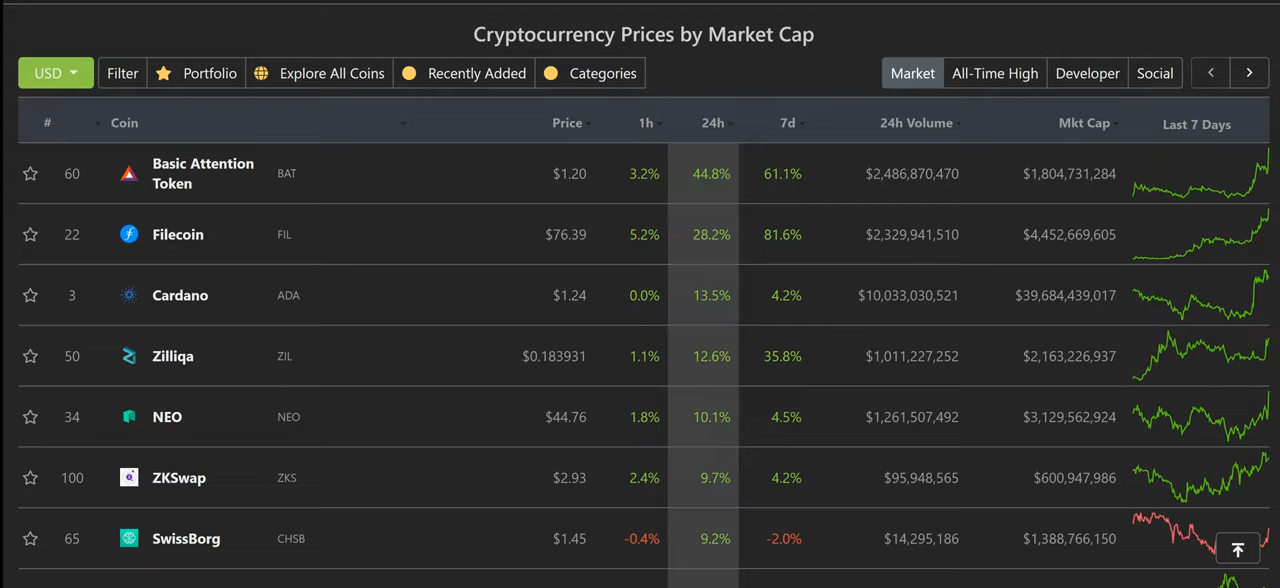 Cryptocurrency Prices by Market Cap
USD Filter Portfolio Explore All Coins Recently Added Categories Market All-Time High Developer Social
# Coin Price 1h 24h 7d 24h Volume Mkt Cap Last 7 Days
60 Basic Attention Token BAT $1.20 3.2% 44.8% 61.1% $2,486,870,470 $1,804,731,284
22 Filecoin FIL $76.39 5.2% 28.2% 81.6% $2,329,941,510 $4,452,669,605
3 Cardano ADA $1.24 0.0% 13.5% 4.2% $10,033,030,521 $39,684,439,017
50 Zilliqa ZIL $0.183931 1.1% 12.6% 35.8% $1,011,227,252 $2,163,226,937
34 NEO NEO $44.76 1.8% 10.1% 4.5% $1,261,507,492 $3,129,562,924
100 ZKSwap ZKS $2.93 2.4% 9.7% 4.2% $95,948,565 $600,947,986
65 SwissBorg CHSB $1.45 -0.4% 9.2% -2.0% $14,295,186 $1,388,766,150